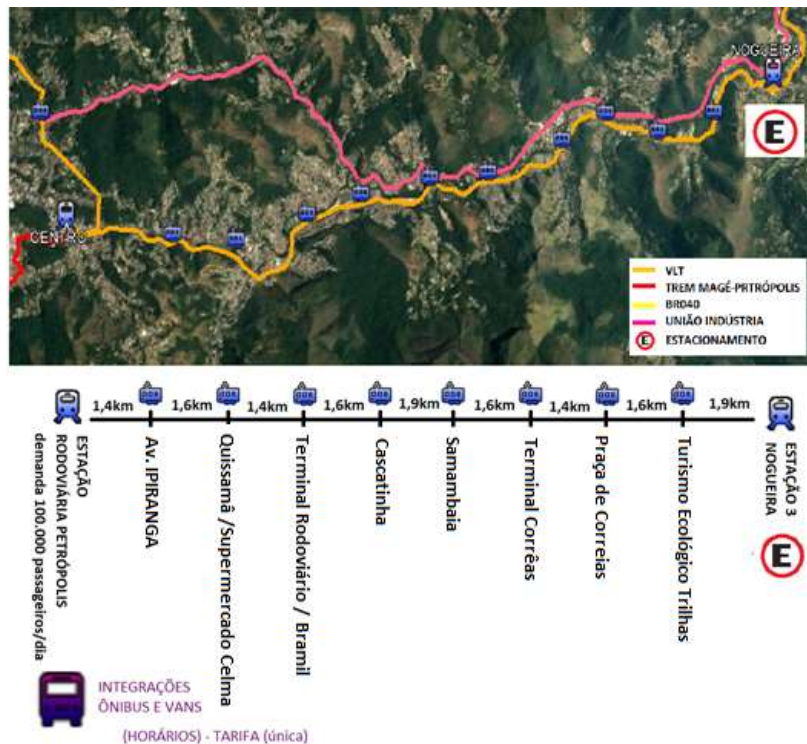 NOGUEIRA
E
CENTRO
VLT
TREM MAGÉ-PRTRÓPOLIS
BR040
UNIÃO INDÚSTRIA
E ESTACIONAMENTO
1,4km 1,6km 1,4km 1,6km 1,9km 1,6km 1,4km 1,6km 1,9km
ESTAÇÃO
RODOVIÁRIA PETRÓPOLIS
demanda 100.000 passageiros/dia
Av. IPIRANGA
Quissamã /Supermercado Celma
Terminal Rodoviário / Bramil
Cascatinha
Samambaia
Terminal Corrêas
Praça de Correias
Turismo Ecológico Trilhas
ESTAÇÃO 3
NOGUEIRA
E
INTEGRAÇÕES
ÔNIBUS E VANS
(HORÁRIOS) - TARIFA (única)